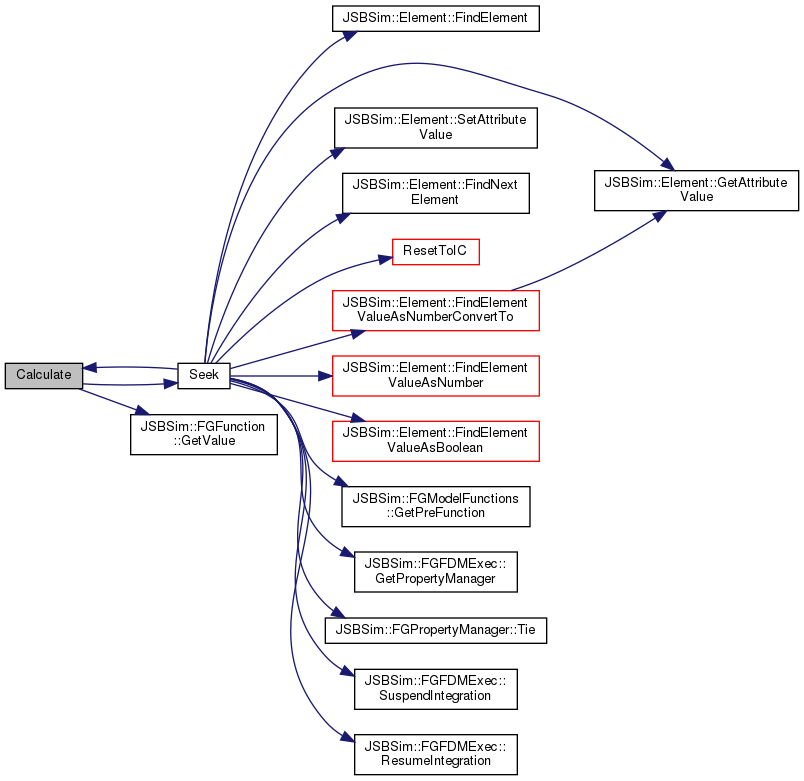 JSBSim::Element::FindElement
JSBSim::Element::SetAttribute
Value
JSBSim::Element::FindNext
Element
JSBSim::Element::GetAttribute
Value
ResetToIC
JSBSim::Element::FindElement
ValueAsNumberConvertTo
Calculate
Seek
JSBSim::Element::FindElement
ValueAsNumber
JSBSim::FGFunction
::GetValue
JSBSim::Element::FindElement
ValueAsBoolean
JSBSim::FGModelFunctions
::GetPreFunction
JSBSim::FGFDMExec::
GetPropertyManager
JSBSim::FGPropertyManager::Tie
JSBSim::FGFDMExec::
SuspendIntegration
JSBSim::FGFDMExec::
ResumeIntegration